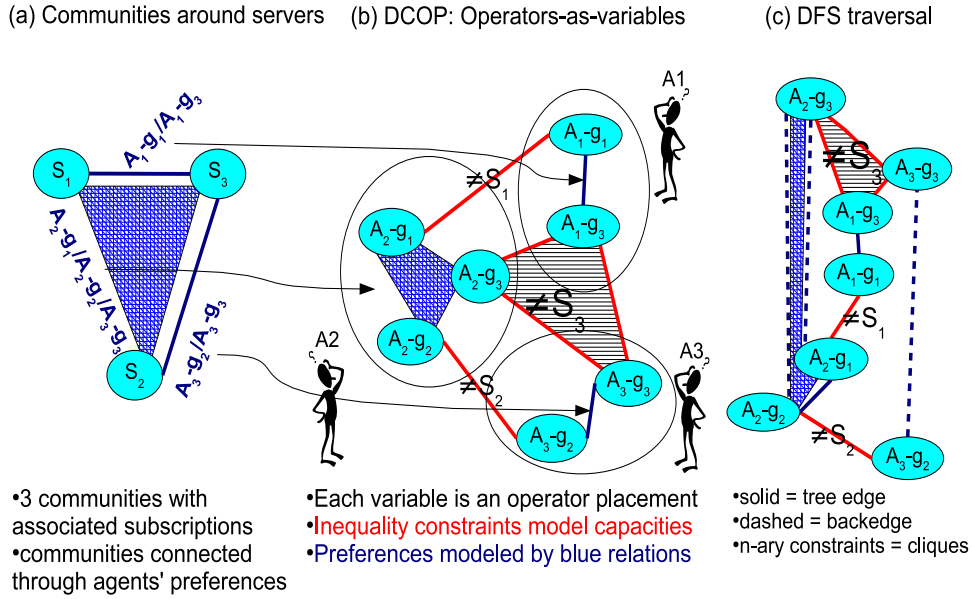 (a) Communities around servers
(b) DCOP: Operators-as-variables
(c) DFS traversal
A₁-g₁/A₁-g₃
S₁
S₃
A₂-g₁/A₂-g₂/A₃-g₃
A₃-g₂/A₃-g₃
S₂
A1
?
A₁-g₁
≠S₁
A₂-g₁
A₁-g₃
A₂-g₃
≠S₃
A₂-g₂
A2
?
≠S₂
A3
?
A₃-g₃
A₃-g₂
A₂-g₃
≠S₃
A₃-g₃
A₁-g₃
A₁-g₁
≠S₁
A₂-g₁
A₂-g₂
≠S₂
A₃-g₂
•3 communities with
associated subscriptions
•communities connected
through agents' preferences
•Each variable is an operator placement
•Inequality constraints model capacities
•Preferences modeled by blue relations
•solid = tree edge
•dashed = backedge
•n-ary constraints = cliques